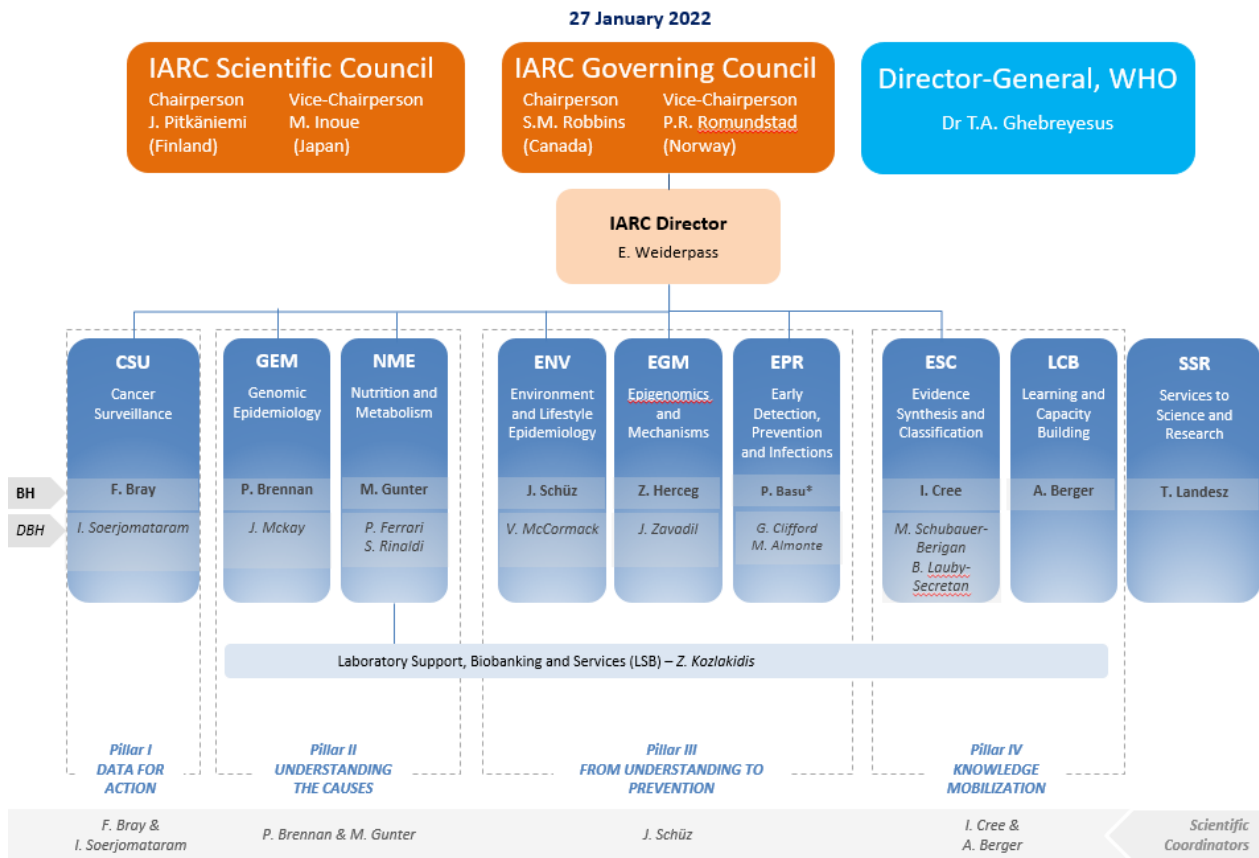 27 January 2022
IARC Scientific Council
Chairperson Vice-Chairperson
J. Pitkäniemi M. Inoue
(Finland) (Japan)
IARC Governing Council
Chairperson Vice-Chairperson
S.M. Robbins P.R. Romundstad
(Canada) (Norway)
Director-General, WHO
Dr T.A. Ghebreyesus
IARC Director
E. Weiderpass
CSU
Cancer
Surveillance
GEM
Genomic
Epidemiology
NME
Nutrition and
Metabolism
ENV
Environment
and Lifestyle
Epidemiology
EGM
Epigenomics
and
Mechanisms
EPR
Early
Detection,
Prevention
and Infections
ESC
Evidence
Synthesis and
Classification
LCB
Learning and
Capacity
Building
SSR
Services to
Science and
Research
BH
F. Bray
P. Brennan
M. Gunter
J. Schüz
Z. Herceg
P. Basu*
I. Cree
A. Berger
T. Landesz
DBH
I. Soerjomataram
J. Mckay
P. Ferrari
S. Rinaldi
V. McCormack
J. Zavadil
G. Clifford
M. Almonte
M. Schubauer-
Berigan
B. Lauby-
Secretan
Laboratory Support, Biobanking and Services (LSB) – Z. Kozlakidis
Pillar I
DATA FOR
ACTION
Pillar II
UNDERSTANDING
THE CAUSES
Pillar III
FROM UNDERSTANDING TO
PREVENTION
Pillar IV
KNOWLEDGE
MOBILIZATION
F. Bray &
I. Soerjomataram
P. Brennan & M. Gunter
J. Schüz
I. Cree &
A. Berger
Scientific
Coordinators